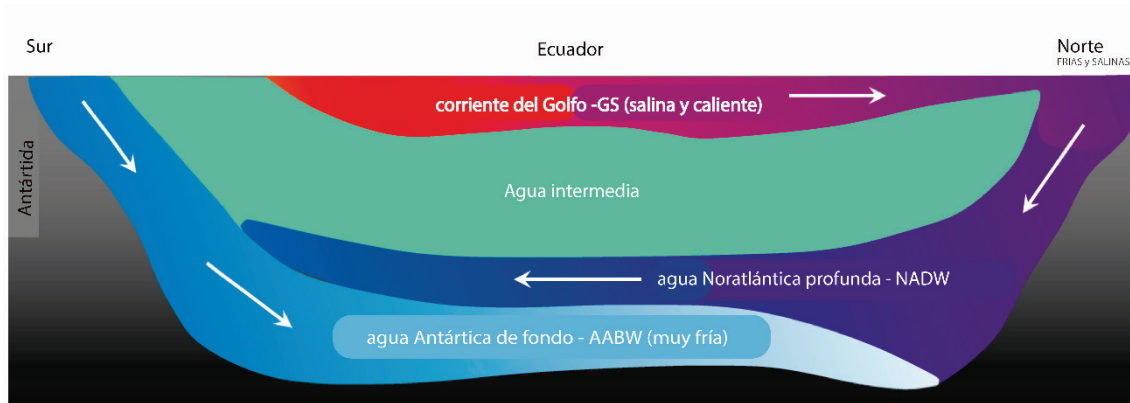 Sur
Ecuador
Norte
FRIAS y SALINAS
corriente del Golfo -GS (salina y caliente)
Antártida
Agua intermedia
agua Noratlántica profunda - NADW
agua Antártica de fondo - AABW (muy fría)